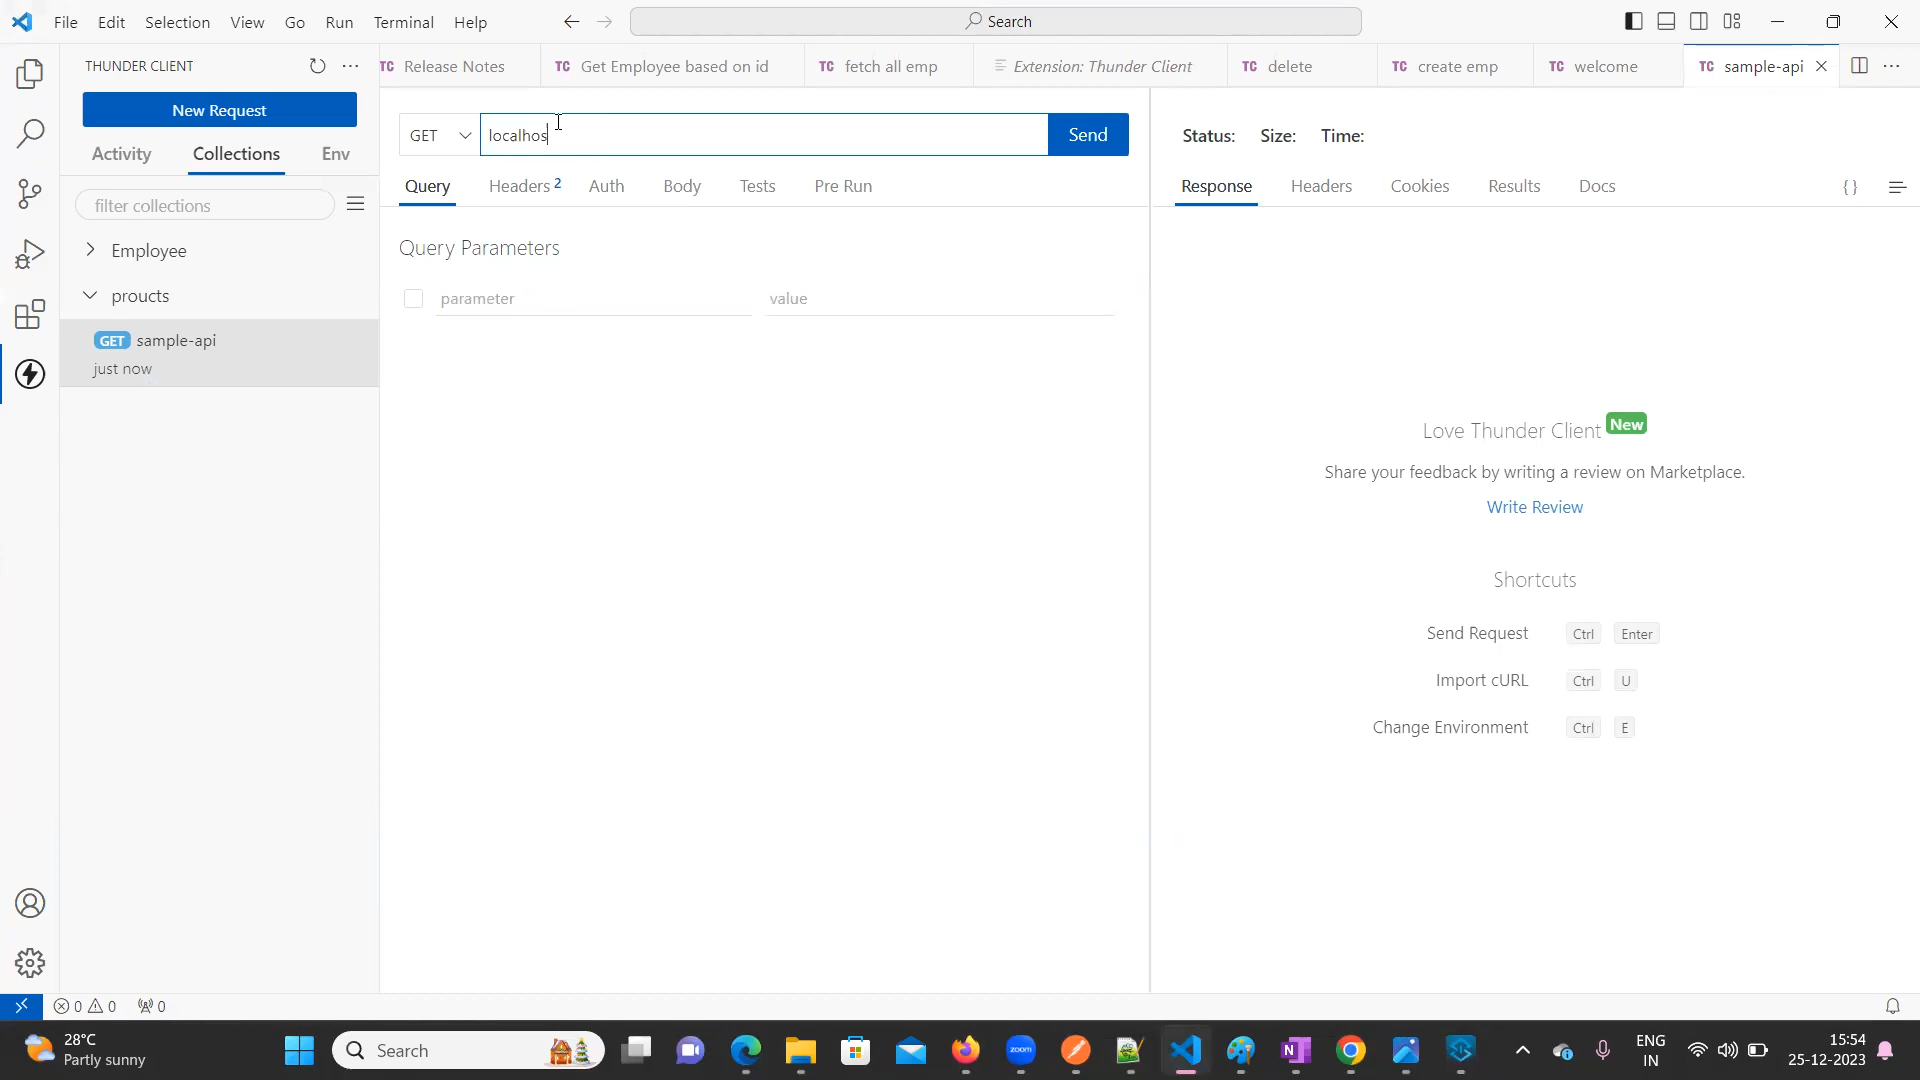 File Edit Selection View Go Run Terminal Help
Search
THUNDER CLIENT
New Request
Activity Collections Env
filter collections
Employee
proucts
GET sample-api
just now
TC Release Notes
TC Get Employee based on id
TC fetch all emp
Extension: Thunder Client
TC delete
TC create emp
TC welcome
TC sample-api
GET localhos Send
Query Headers 2 Auth Body Tests Pre Run
Query Parameters
parameter value
Status: Size: Time:
Response Headers Cookies Results Docs
{}
Love Thunder Client New
Share your feedback by writing a review on Marketplace.
Write Review
Shortcuts
Send Request Ctrl Enter
Import cURL Ctrl U
Change Environment Ctrl E
0 0 0
28°C
Partly sunny
Search
zoom
N
ENG
IN
15:54
25-12-2023